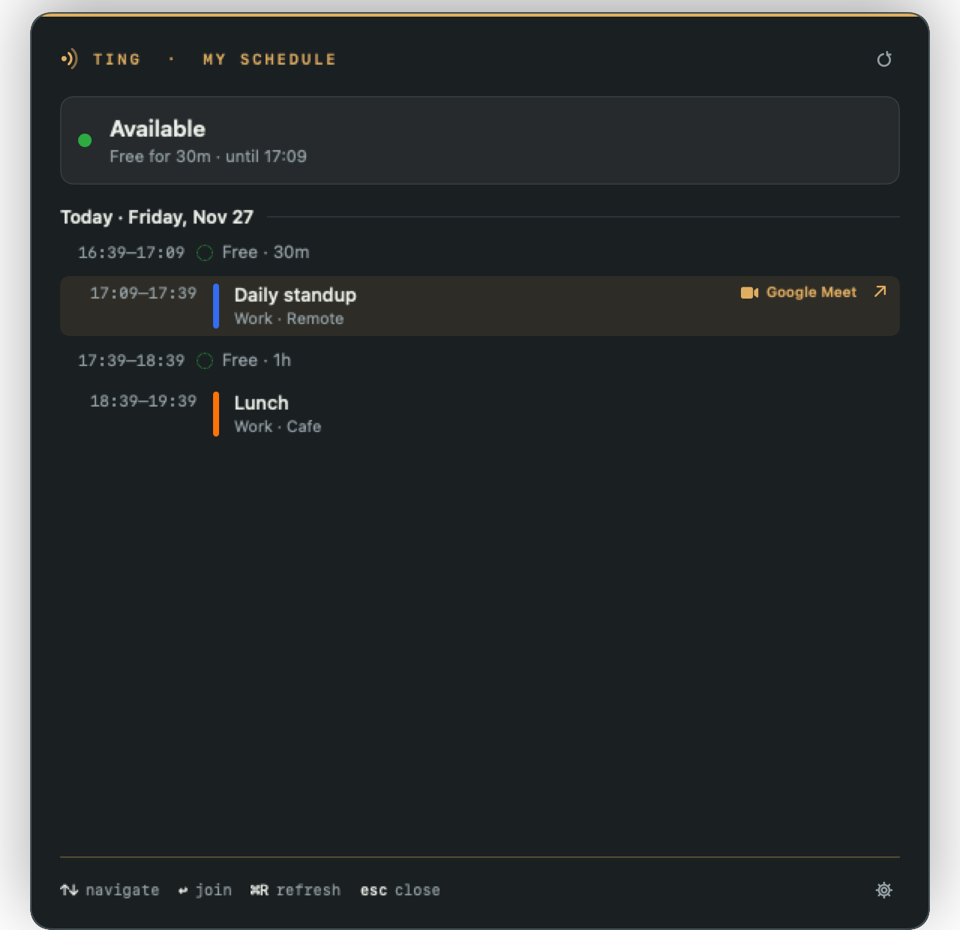 TING · MY SCHEDULE
Available
Free for 30m · until 17:09
Today · Friday, Nov 27
16:39–17:09 Free · 30m
17:09–17:39 Daily standup Google Meet ↗
Work · Remote
17:39–18:39 Free · 1h
18:39–19:39 Lunch
Work · Cafe
↑↓ navigate ↩ join ⌘R refresh esc close